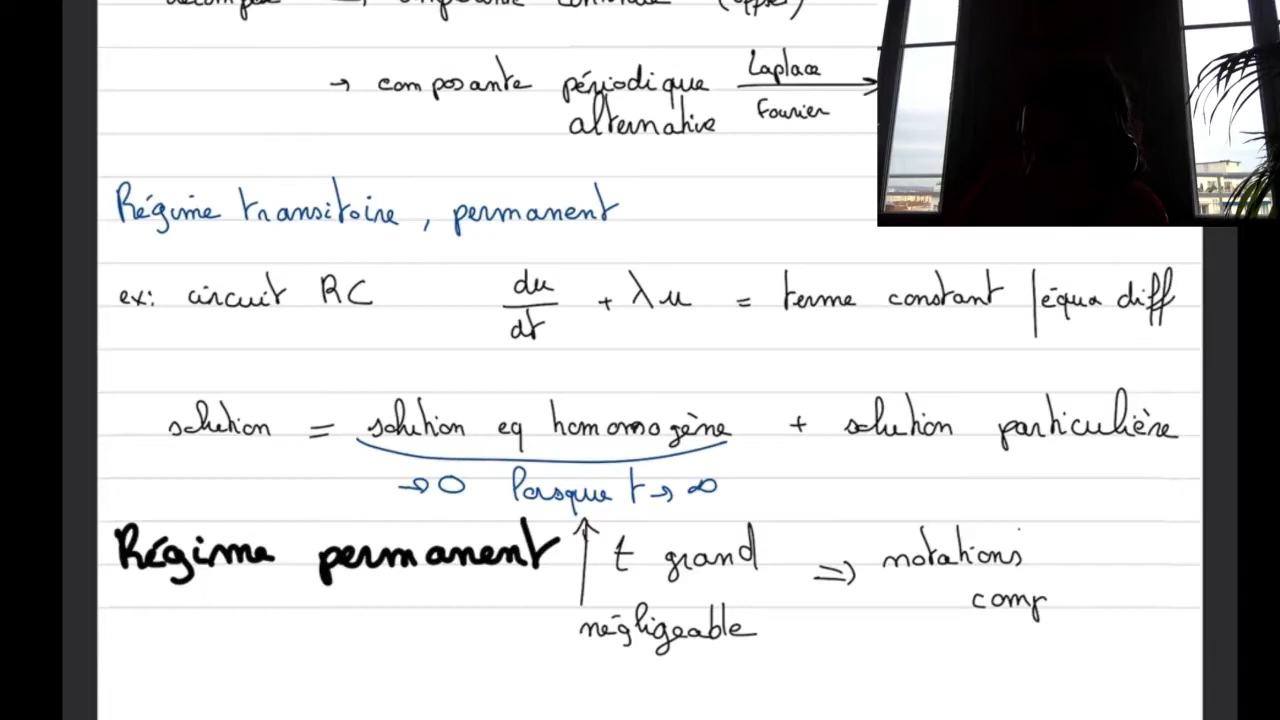 → composante périodique Laplace
alternative Fourier
Régime transitoire, permanent
ex: circuit RC du/dt + λu = terme constant | équa diff
solution = solution eq homomogène + solution particulière
→ 0 lorsque t → ∞
Régime permanent ↑ t grand ⇒ notations
comp
négligeable